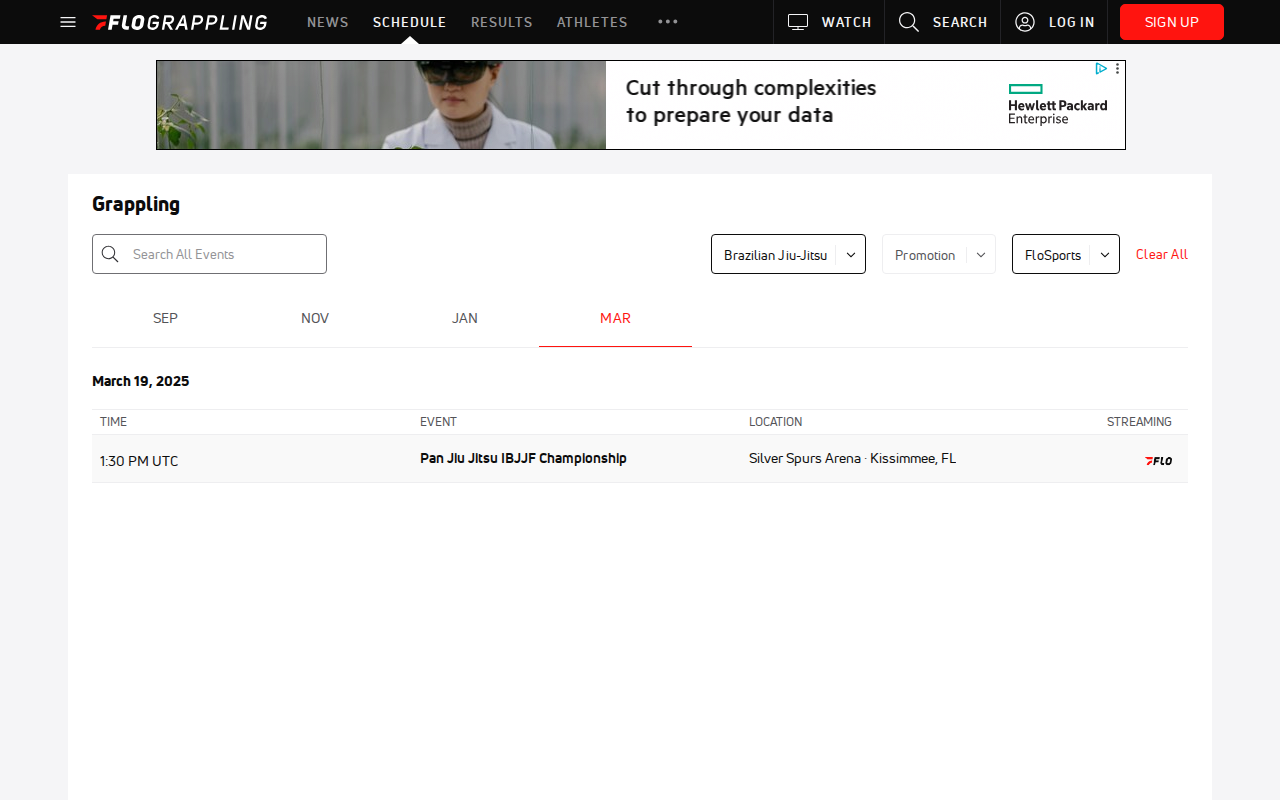 FLOGRAPPLING NEWS SCHEDULE RESULTS ATHLETES WATCH SEARCH LOG IN SIGN UP
Cut through complexities
to prepare your data
Hewlett Packard
Enterprise
Grappling
Search All Events Brazilian Jiu-Jitsu Promotion FloSports Clear All
SEP NOV JAN MAR
March 19, 2025
TIME EVENT LOCATION STREAMING
1:30 PM UTC Pan Jiu Jitsu IBJJF Championship Silver Spurs Arena · Kissimmee, FL FLO